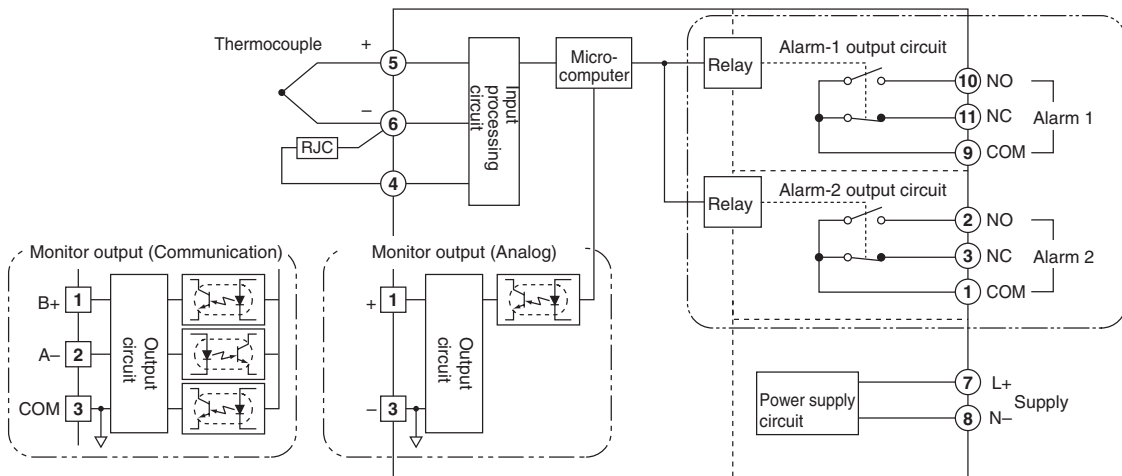 Thermocouple
+
5
–
6
RJC
4
Input
processing
circuit
Micro-
computer
Relay
Alarm-1 output circuit
10 NO
11 NC
9 COM
Alarm 1
Relay
Alarm-2 output circuit
2 NO
3 NC
1 COM
Alarm 2
Monitor output (Communication)
B+ 1
A– 2
COM 3
Output
circuit
Monitor output (Analog)
+ 1
– 3
Output
circuit
Power supply
circuit
7 L+
8 N–
Supply